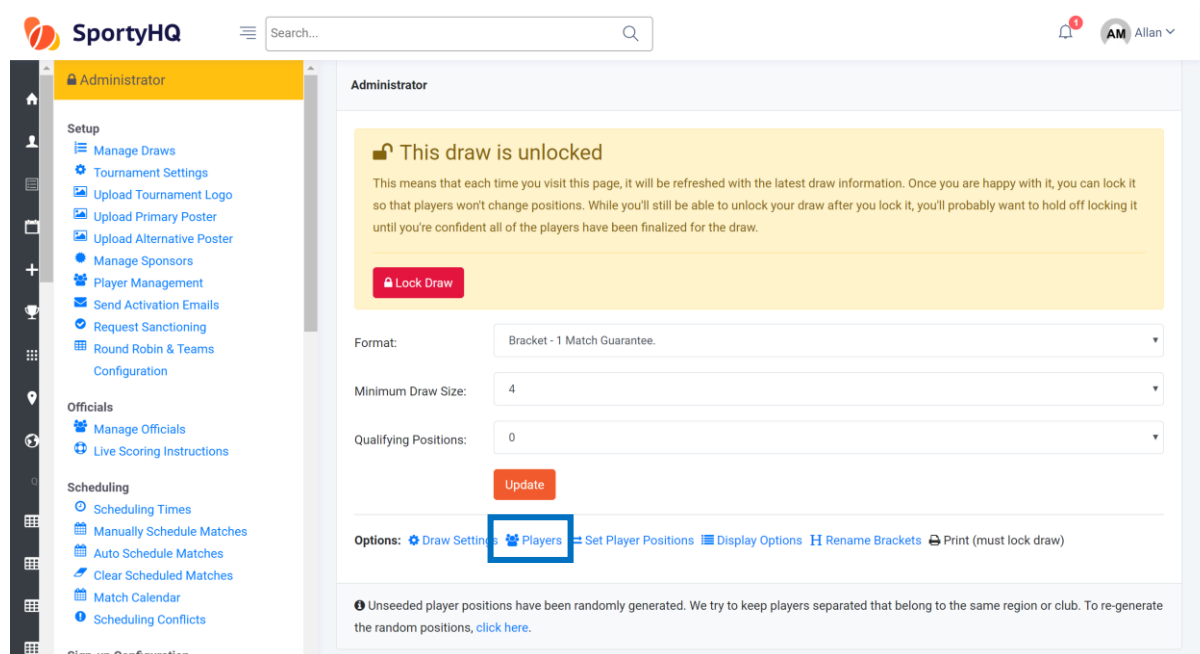 SportyHQ
Search...
1
AM Allan
Administrator
Setup
Manage Draws
Tournament Settings
Upload Tournament Logo
Upload Primary Poster
Upload Alternative Poster
Manage Sponsors
Player Management
Send Activation Emails
Request Sanctioning
Round Robin & Teams
Configuration
Officials
Manage Officials
Live Scoring Instructions
Scheduling
Scheduling Times
Manually Schedule Matches
Auto Schedule Matches
Clear Scheduled Matches
Match Calendar
Scheduling Conflicts
Sign-up Configuration
Administrator
This draw is unlocked
This means that each time you visit this page, it will be refreshed with the latest draw information. Once you are happy with it, you can lock it
so that players won't change positions. While you'll still be able to unlock your draw after you lock it, you'll probably want to hold off locking it
until you're confident all of the players have been finalized for the draw.
Lock Draw
Format: Bracket - 1 Match Guarantee.
Minimum Draw Size: 4
Qualifying Positions: 0
Update
Options: Draw Settings Players Set Player Positions Display Options Rename Brackets Print (must lock draw)
Unseeded player positions have been randomly generated. We try to keep players separated that belong to the same region or club. To re-generate
the random positions, click here.